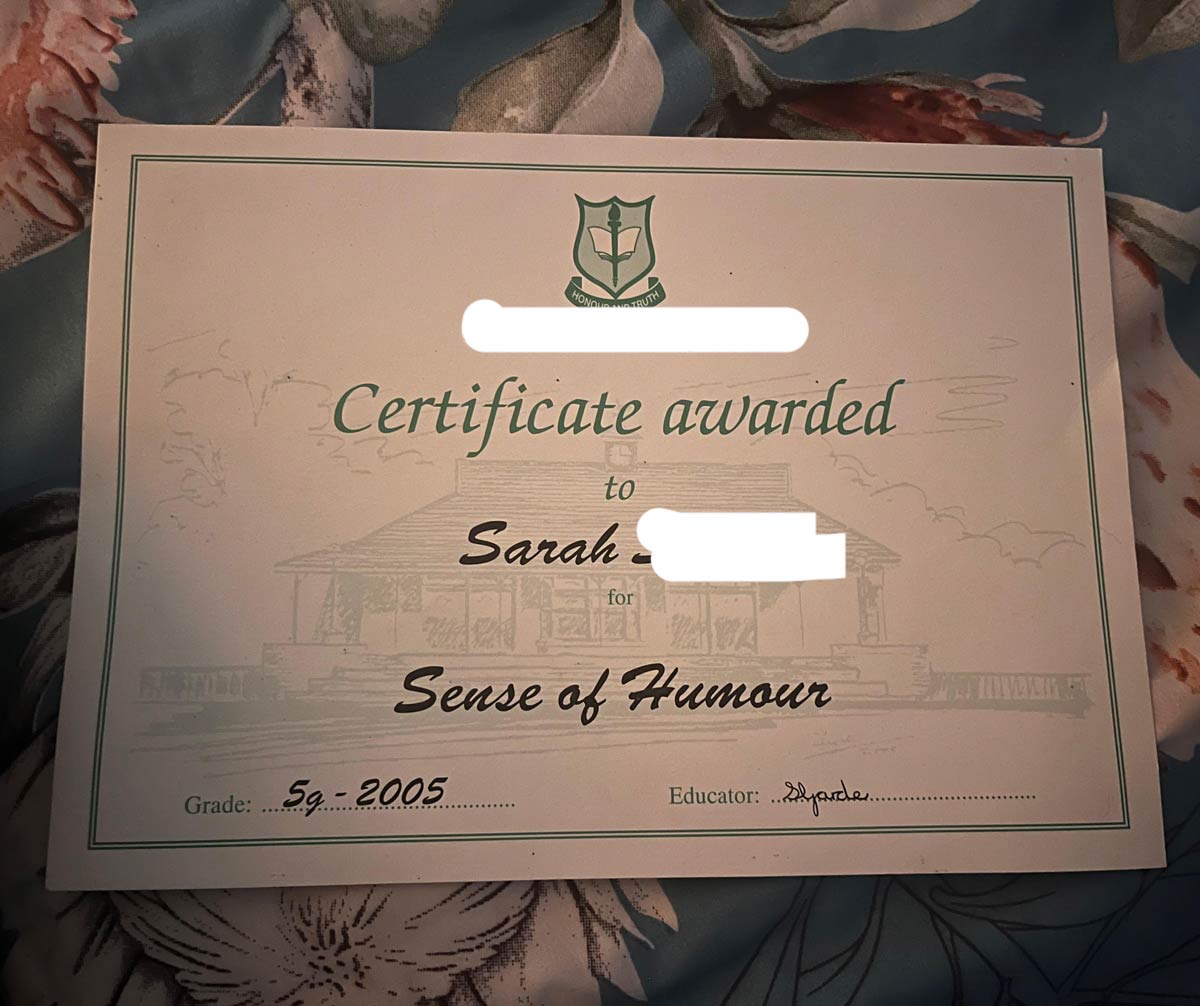 HONOUR AND TRUTH
Certificate awarded
to
Sarah
for
Sense of Humour
Grade: 5g - 2005
Educator: